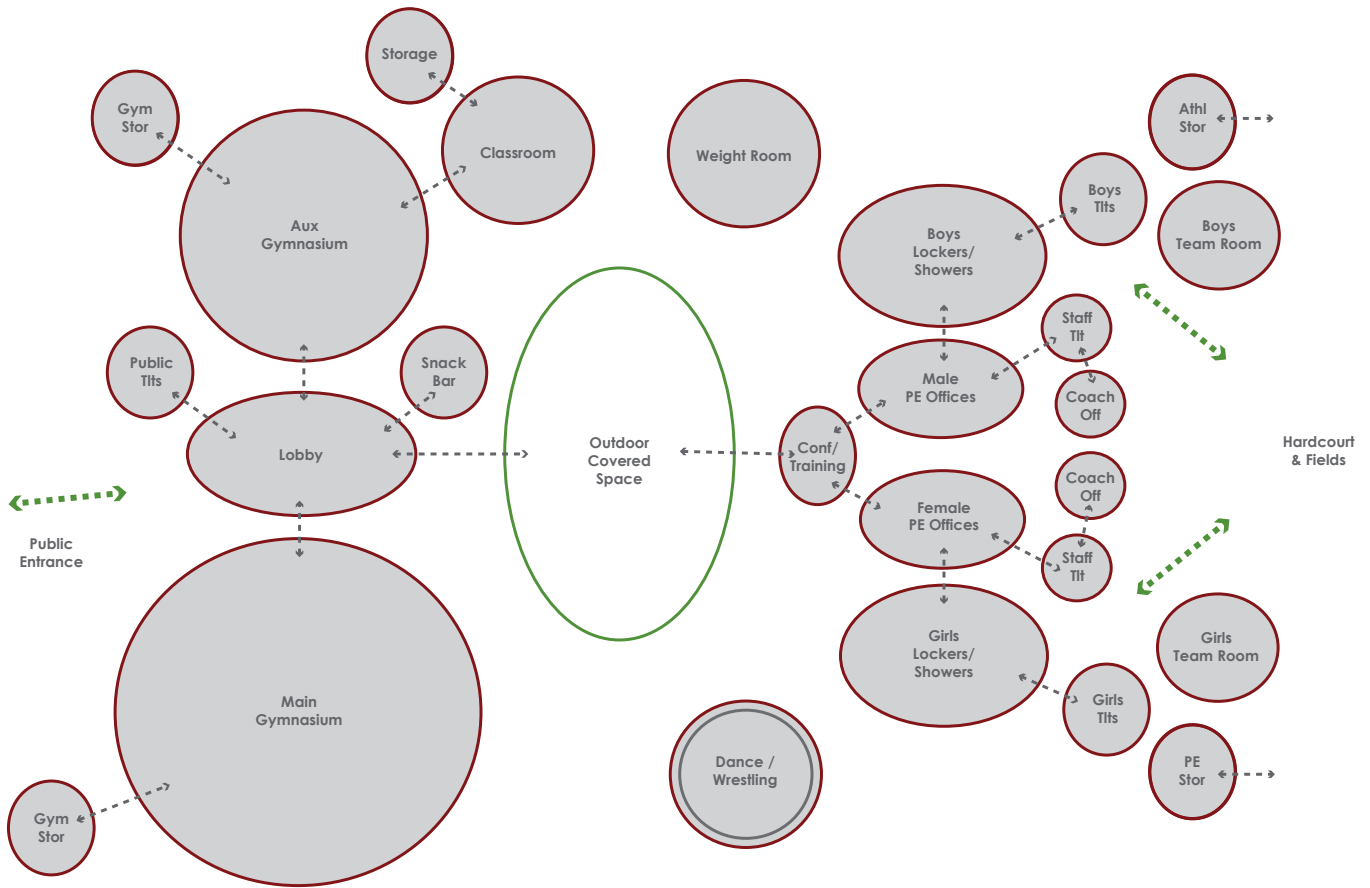 Storage
Gym
Stor
Classroom
Aux
Gymnasium
Weight Room
Athl
Stor
Boys
Tlts
Boys
Team Room
Boys
Lockers/
Showers
Staff
Tlt
Public
Tlts
Snack
Bar
Male
PE Offices
Coach
Off
Lobby
Outdoor
Covered
Space
Conf/
Training
Hardcourt
& Fields
Coach
Off
Female
PE Offices
Public
Entrance
Staff
Tlt
Girls
Lockers/
Showers
Girls
Team Room
Main
Gymnasium
Girls
Tlts
Dance /
Wrestling
PE
Stor
Gym
Stor